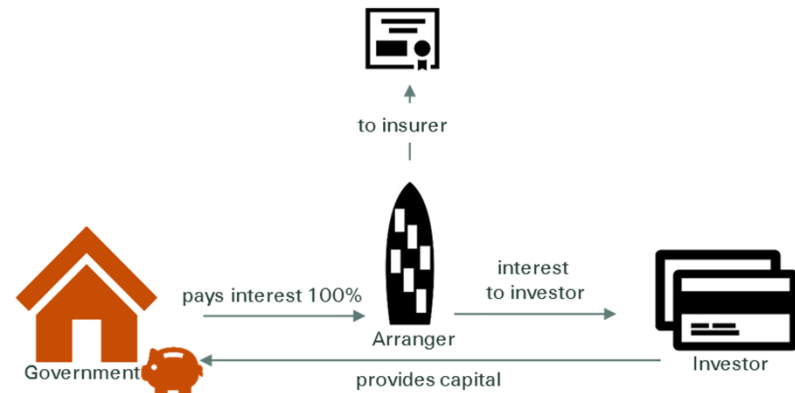 to insurer
pays interest 100%
interest
to investor
Arranger
Government
Investor
provides capital